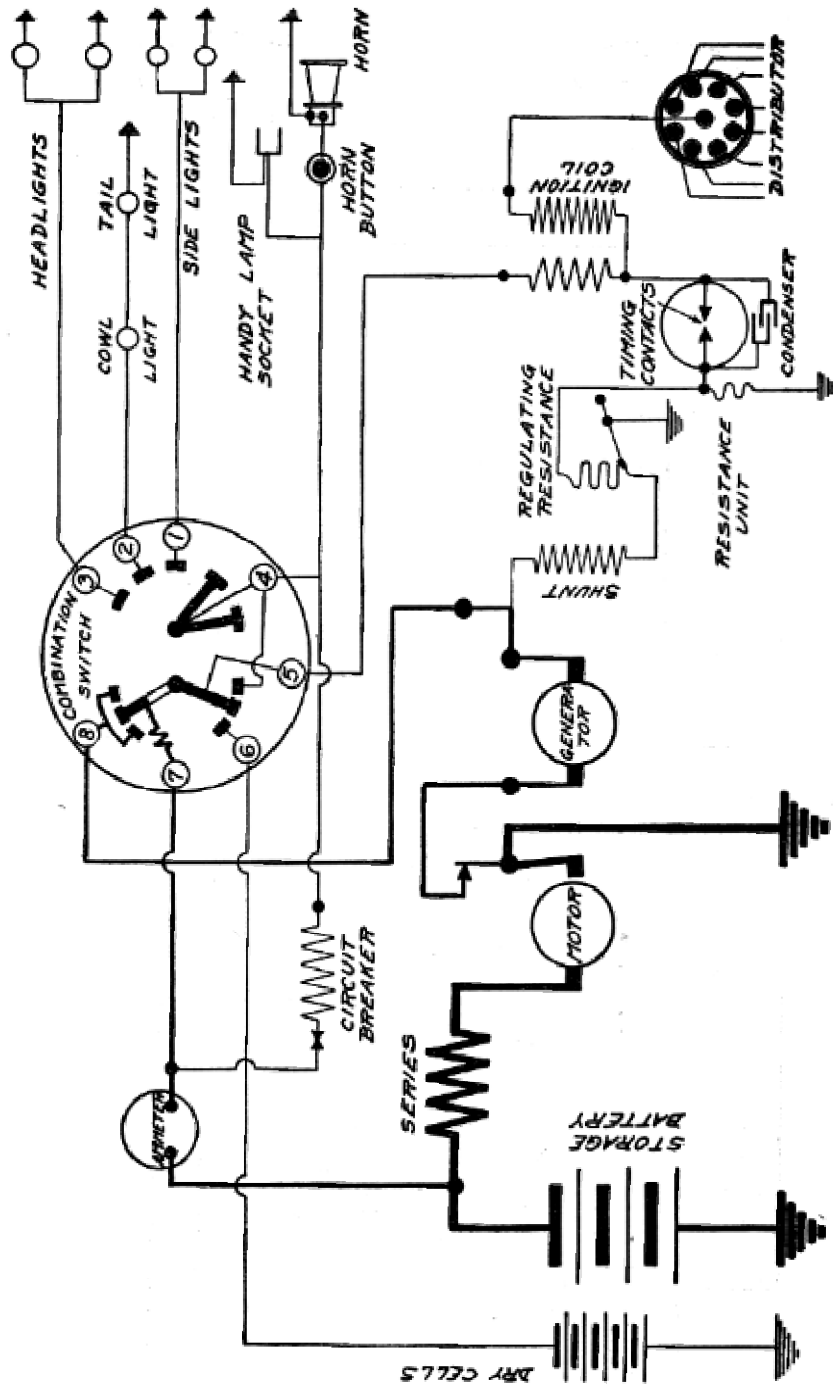 HEADLIGHTS
TAIL
LIGHT
COWL
LIGHT
SIDE LIGHTS
HANDY LAMP
SOCKET
HORN
HORN
BUTTON
COMBINATION
SWITCH
1
2
3
4
5
6
7
8
IGNITION
COIL
DISTRIBUTOR
TIMING
CONTACTS
CONDENSER
REGULATING
RESISTANCE
RESISTANCE
UNIT
SHUNT
GENERA
TOR
MOTOR
CIRCUIT
BREAKER
AMMETER
SERIES
STORAGE
BATTERY
DRY CELLS